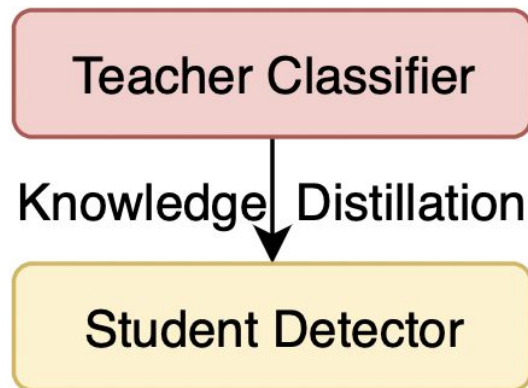 Teacher Classifier
Knowledge Distillation
Student Detector